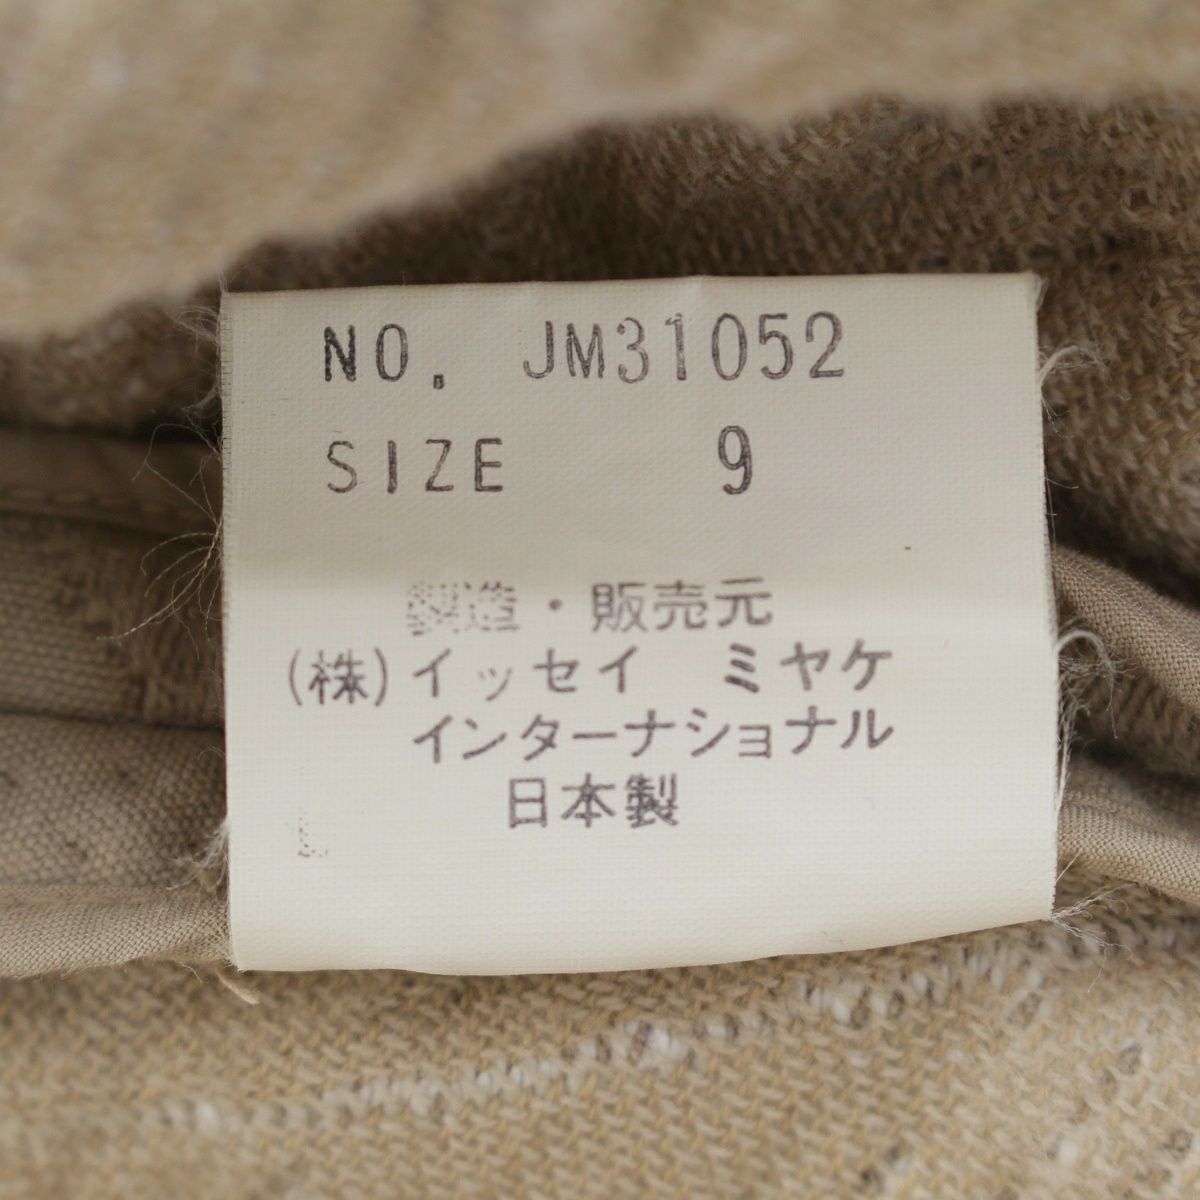 NO. JM31052
SIZE 9
製造・販売元
(株)イッセイ ミヤケ
インターナショナル
日本製
L